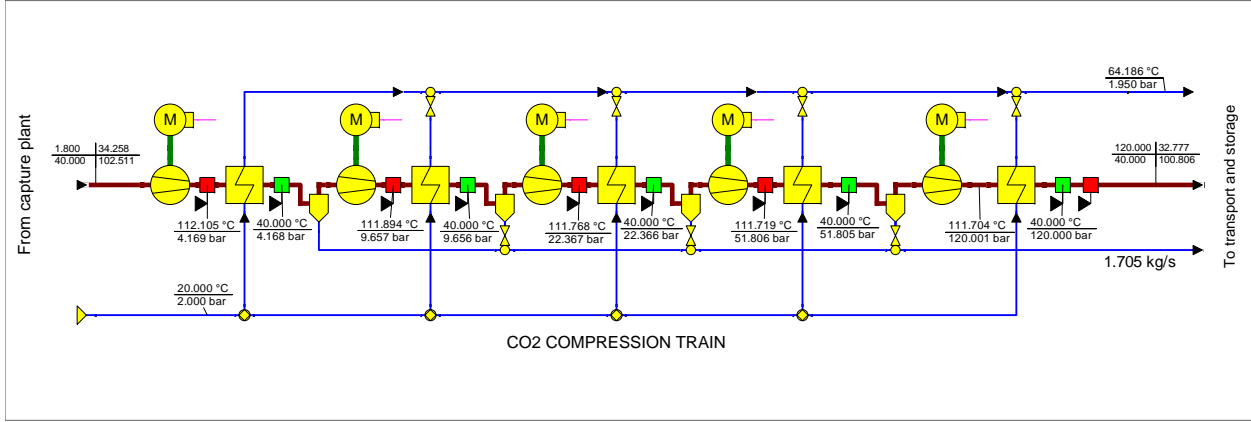 64.186 °C
1.950 bar
M
M
M
M
M
From capture plant
1.800 34.258
40.000 102.511
120.000 32.777
40.000 100.806
To transport and storage
112.105 °C
4.169 bar
40.000 °C
4.168 bar
111.894 °C
9.657 bar
40.000 °C
9.656 bar
111.768 °C
22.367 bar
40.000 °C
22.366 bar
111.719 °C
51.806 bar
40.000 °C
51.805 bar
111.704 °C
120.001 bar
40.000 °C
120.000 bar
1.705 kg/s
20.000 °C
2.000 bar
CO2 COMPRESSION TRAIN